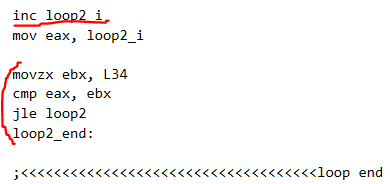 inc loop2_i
mov eax, loop2_i
movzx ebx, L34
cmp eax, ebx
jle loop2
loop2_end:
;<<<<<<<<<<<<<<<<<<<<<<<<<<<<<<<<<<<<loop end